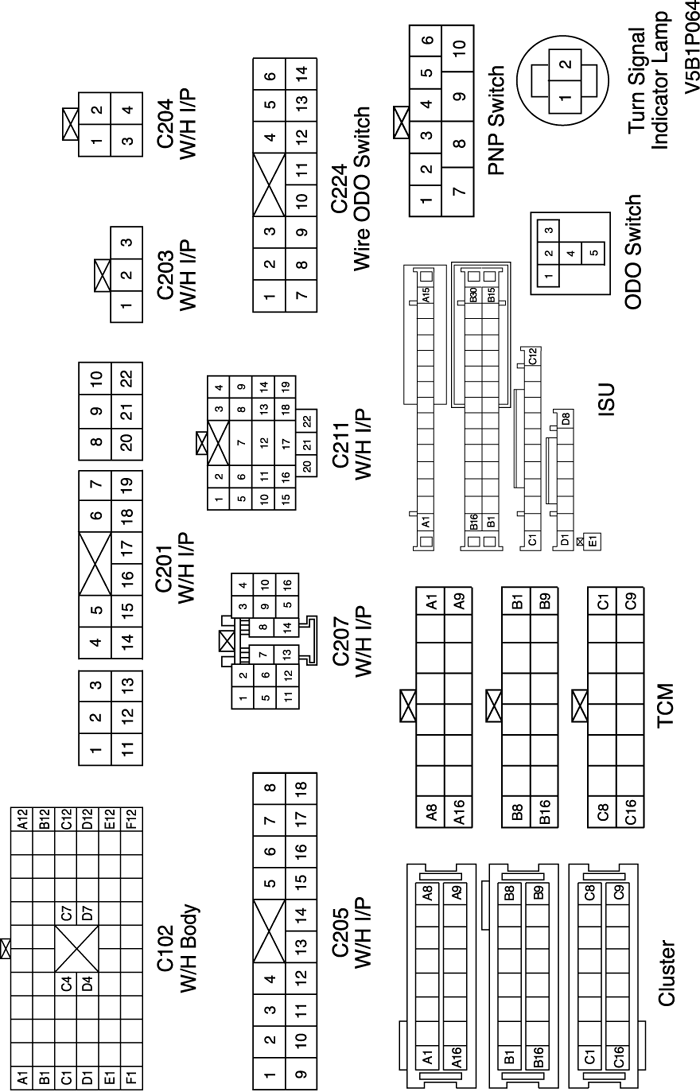 A1 A12
B1 B12
C1 C4 C7 C12
D1 D4 D7 D12
E1 E12
F1 F12
C102
W/H Body
1 2 3 4 5 6 7 8 9 10
11 12 13 14 15 16 17 18 19 20 21 22
C201
W/H I/P
1 2 3
C203
W/H I/P
1 2
3 4
C204
W/H I/P
1 2 3 4 5 6 7 8
9 10 11 12 13 14 15 16 17 18
C205
W/H I/P
1 2 3 4
5 6 7 8 9 10
11 12 13 14 5 16
C207
W/H I/P
1 2 3 4
5 6 7 8 9
10 11 12 13 14
15 16 17 18 19
20 21 22
C211
W/H I/P
1 2 3 4 5 6
7 8 9 10 11 12 13 14
C224
Wire ODO Switch
A1 A8
A16 A9
B1 B8
B16 B9
C1 C8
C16 C9
Cluster
A8 A1
A16 A9
B8 B1
B16 B9
C8 C1
C16 C9
TCM
A1 A15
B16 B30
B1 B15
C1 C12
D1 D8
E1
ISU
1 2 3
4
5
ODO Switch
1 2 3 4 5 6
7 8 9 10
PNP Switch
1 2
Turn Signal
Indicator Lamp
V5B1P064